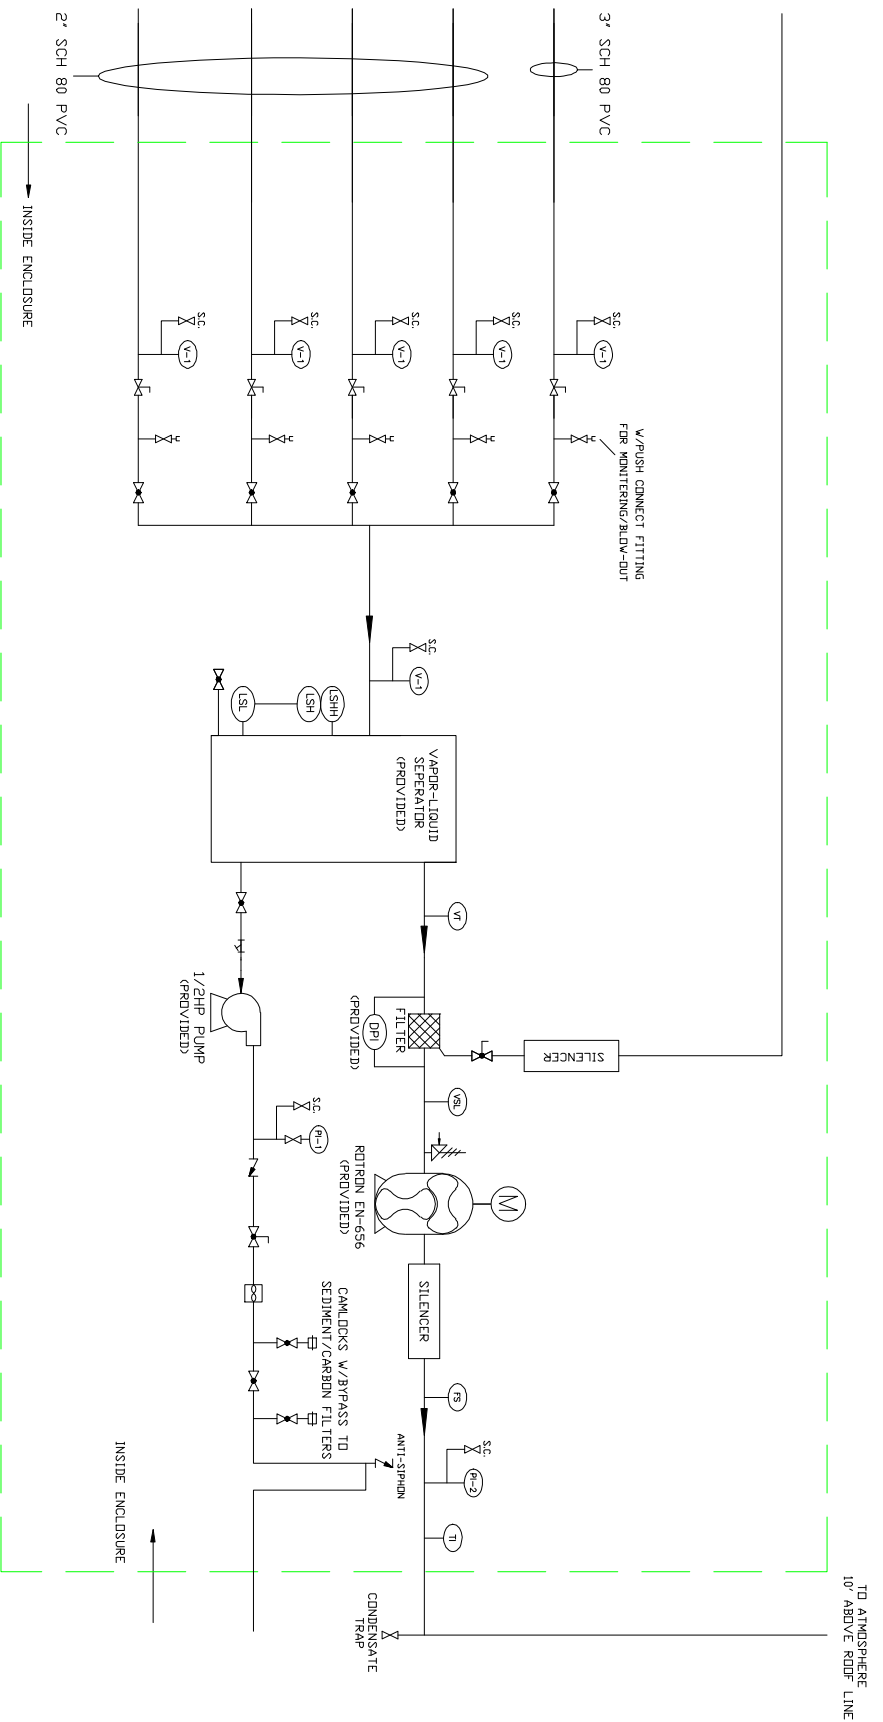 2" SCH 80 PVC
3" SCH 80 PVC
INSIDE ENCLOSURE
S.C.
V-1
S.C.
V-1
S.C.
V-1
S.C.
V-1
S.C.
V-1
W/PUSH CONNECT FITTING
FOR MONITERING/BLOW-OUT
S.C.
V-1
LSL
LSH
LSHH
VAPOR-LIQUID
SEPERATOR
(PROVIDED)
VT
FILTER
(PROVIDED)
DPI
SILENCER
VSL
1/2HP PUMP
(PROVIDED)
S.C.
PI-1
ROTRON EN-656
(PROVIDED)
M
SILENCER
CAMLOCKS W/BYPASS TO
SEDIMENT/CARBON FILTERS
FS
S.C.
PI-2
TI
ANTI-SIPHON
INSIDE ENCLOSURE
CONDENSATE
TRAP
TO ATMOSPHERE
10' ABOVE ROOF LINE